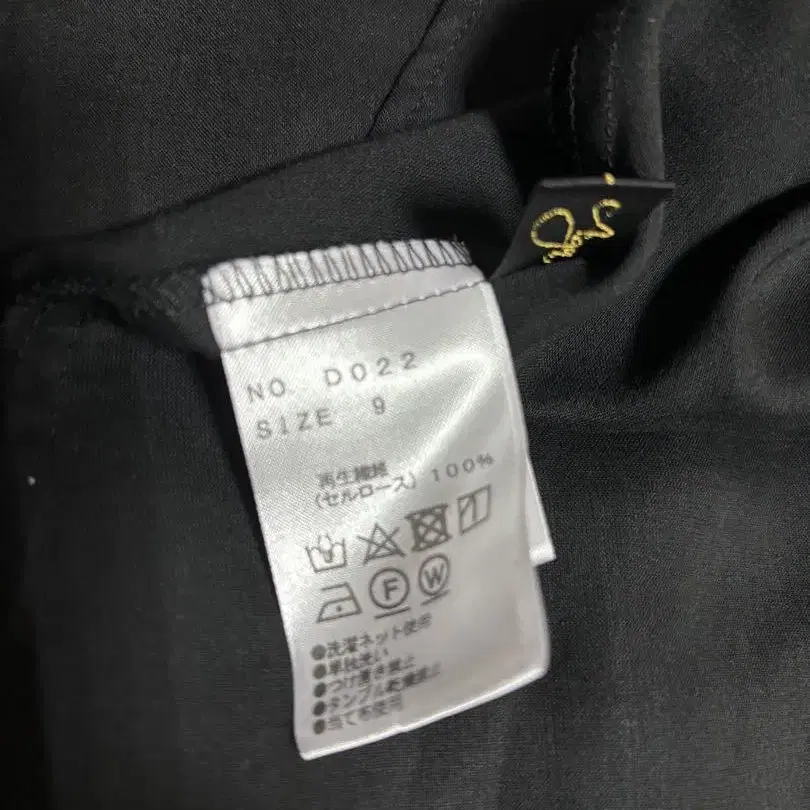 NO D022
SIZE 9
再生繊維
(セルロース) 100%
F W
●洗濯ネット使用
●単独洗い
●つけ置き禁止
●タンブル乾燥禁止
●当て布使用